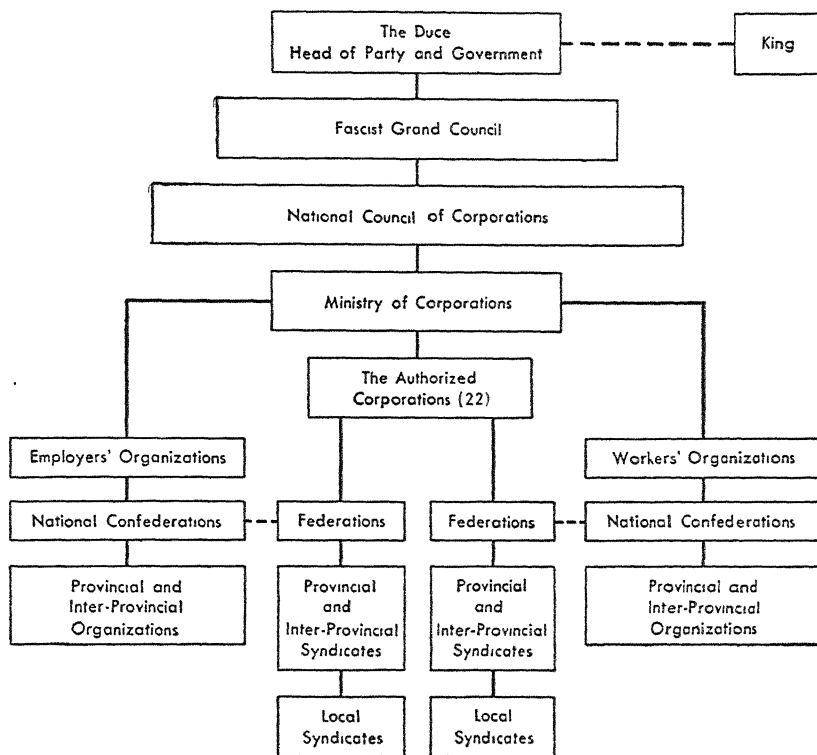 The Duce
Head of Party and Government
King
Fascist Grand Council
National Council of Corporations
Ministry of Corporations
The Authorized
Corporations (22)
Employers' Organizations
Workers' Organizations
National Confederations
Federations
Federations
National Confederations
Provincial and
Inter-Provincial
Organizations
Provincial
and
Inter-Provincial
Syndicates
Provincial
and
Inter-Provincial
Syndicates
Provincial and
Inter-Provincial
Organizations
Local
Syndicates
Local
Syndicates